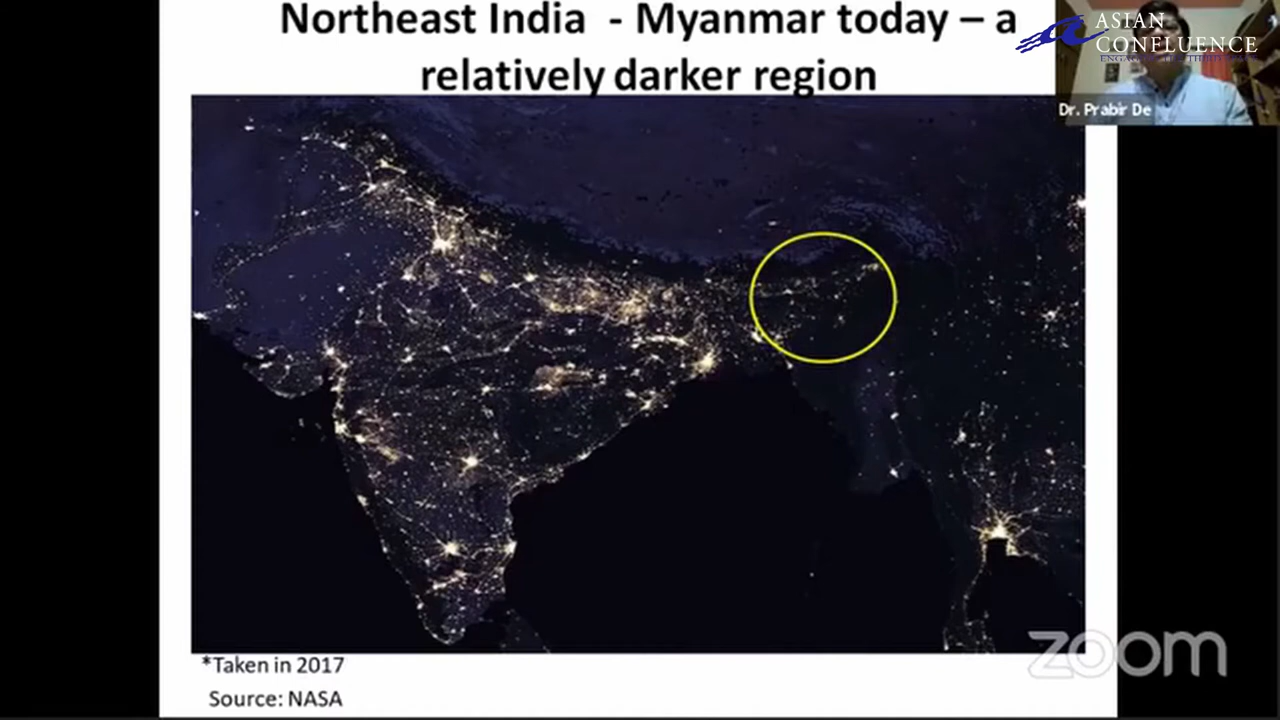 Northeast India - Myanmar today – a
relatively darker region
ASIAN
CONFLUENCE
Dr. Prabir De
*Taken in 2017
Source: NASA
zoom